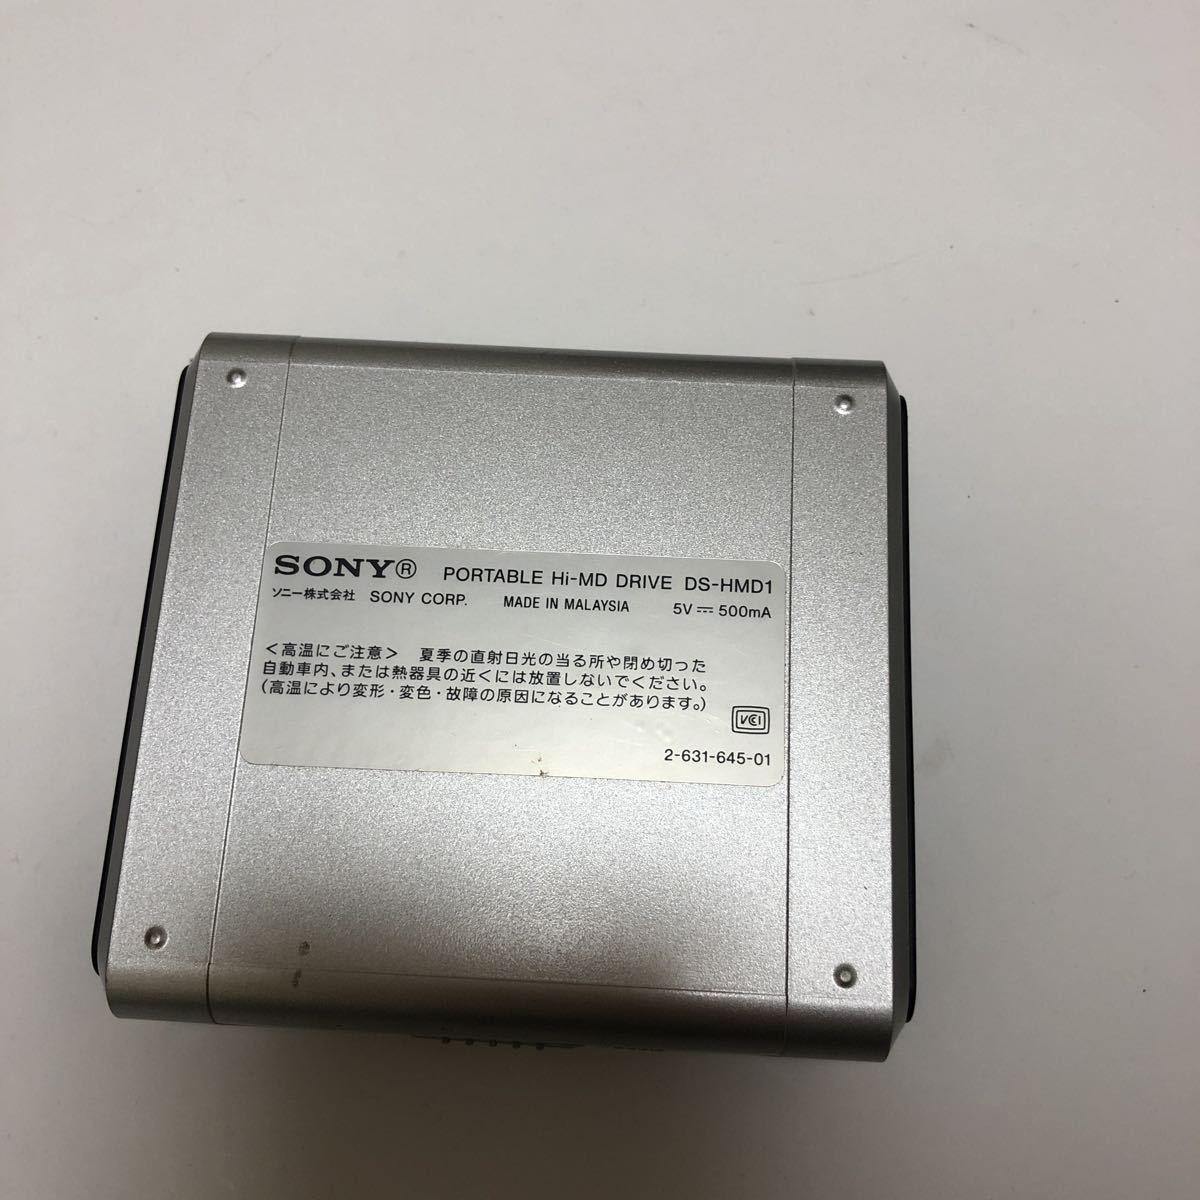 SONY® PORTABLE Hi-MD DRIVE DS-HMD1
ソニー株式会社 SONY CORP. MADE IN MALAYSIA 5V ⎓ 500mA
＜高温にご注意＞ 夏季の直射日光の当る所や閉め切った
自動車内、または熱器具の近くには放置しないでください。
(高温により変形・変色・故障の原因になることがあります。)
VCCI
2-631-645-01